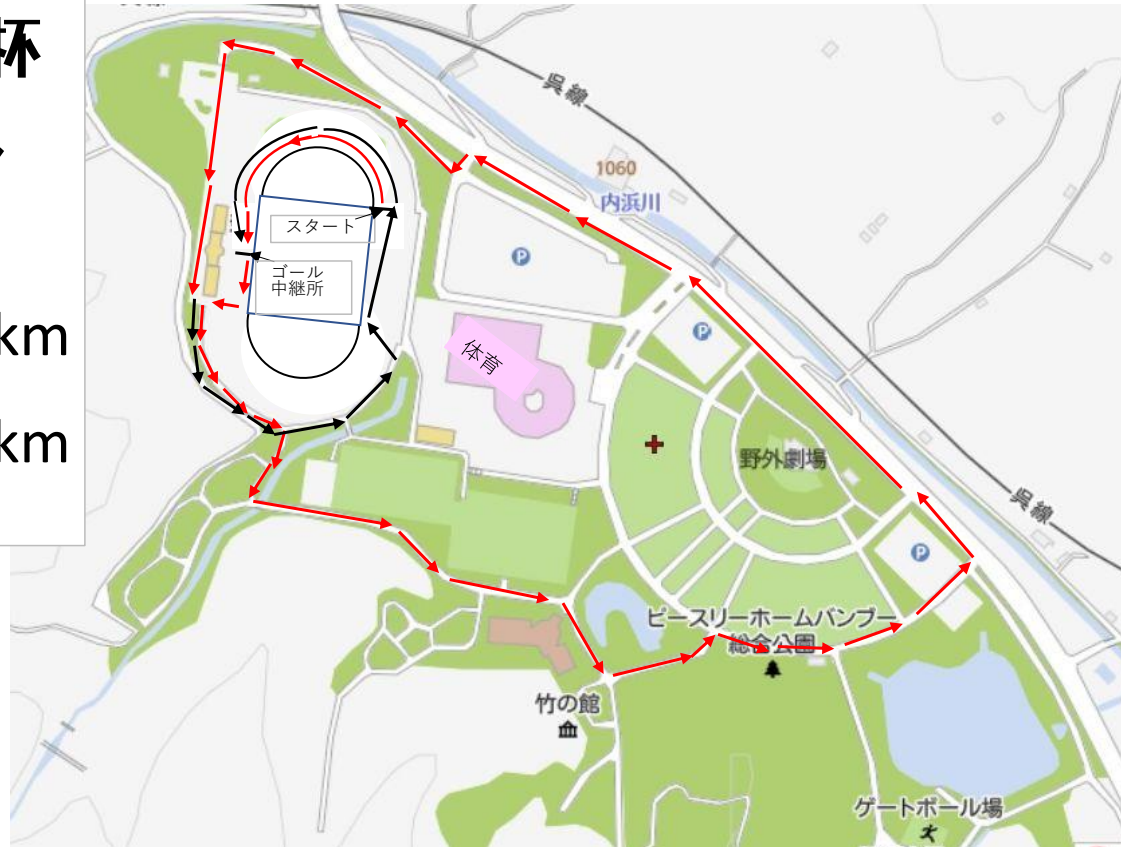 杯
km
km
呉線
1060
内浜川
スタート
ゴール
中継所
P
体育
P
野外劇場
呉線
P
ピースリーホームバンブー
総合公園
竹の館
ゲートボール場